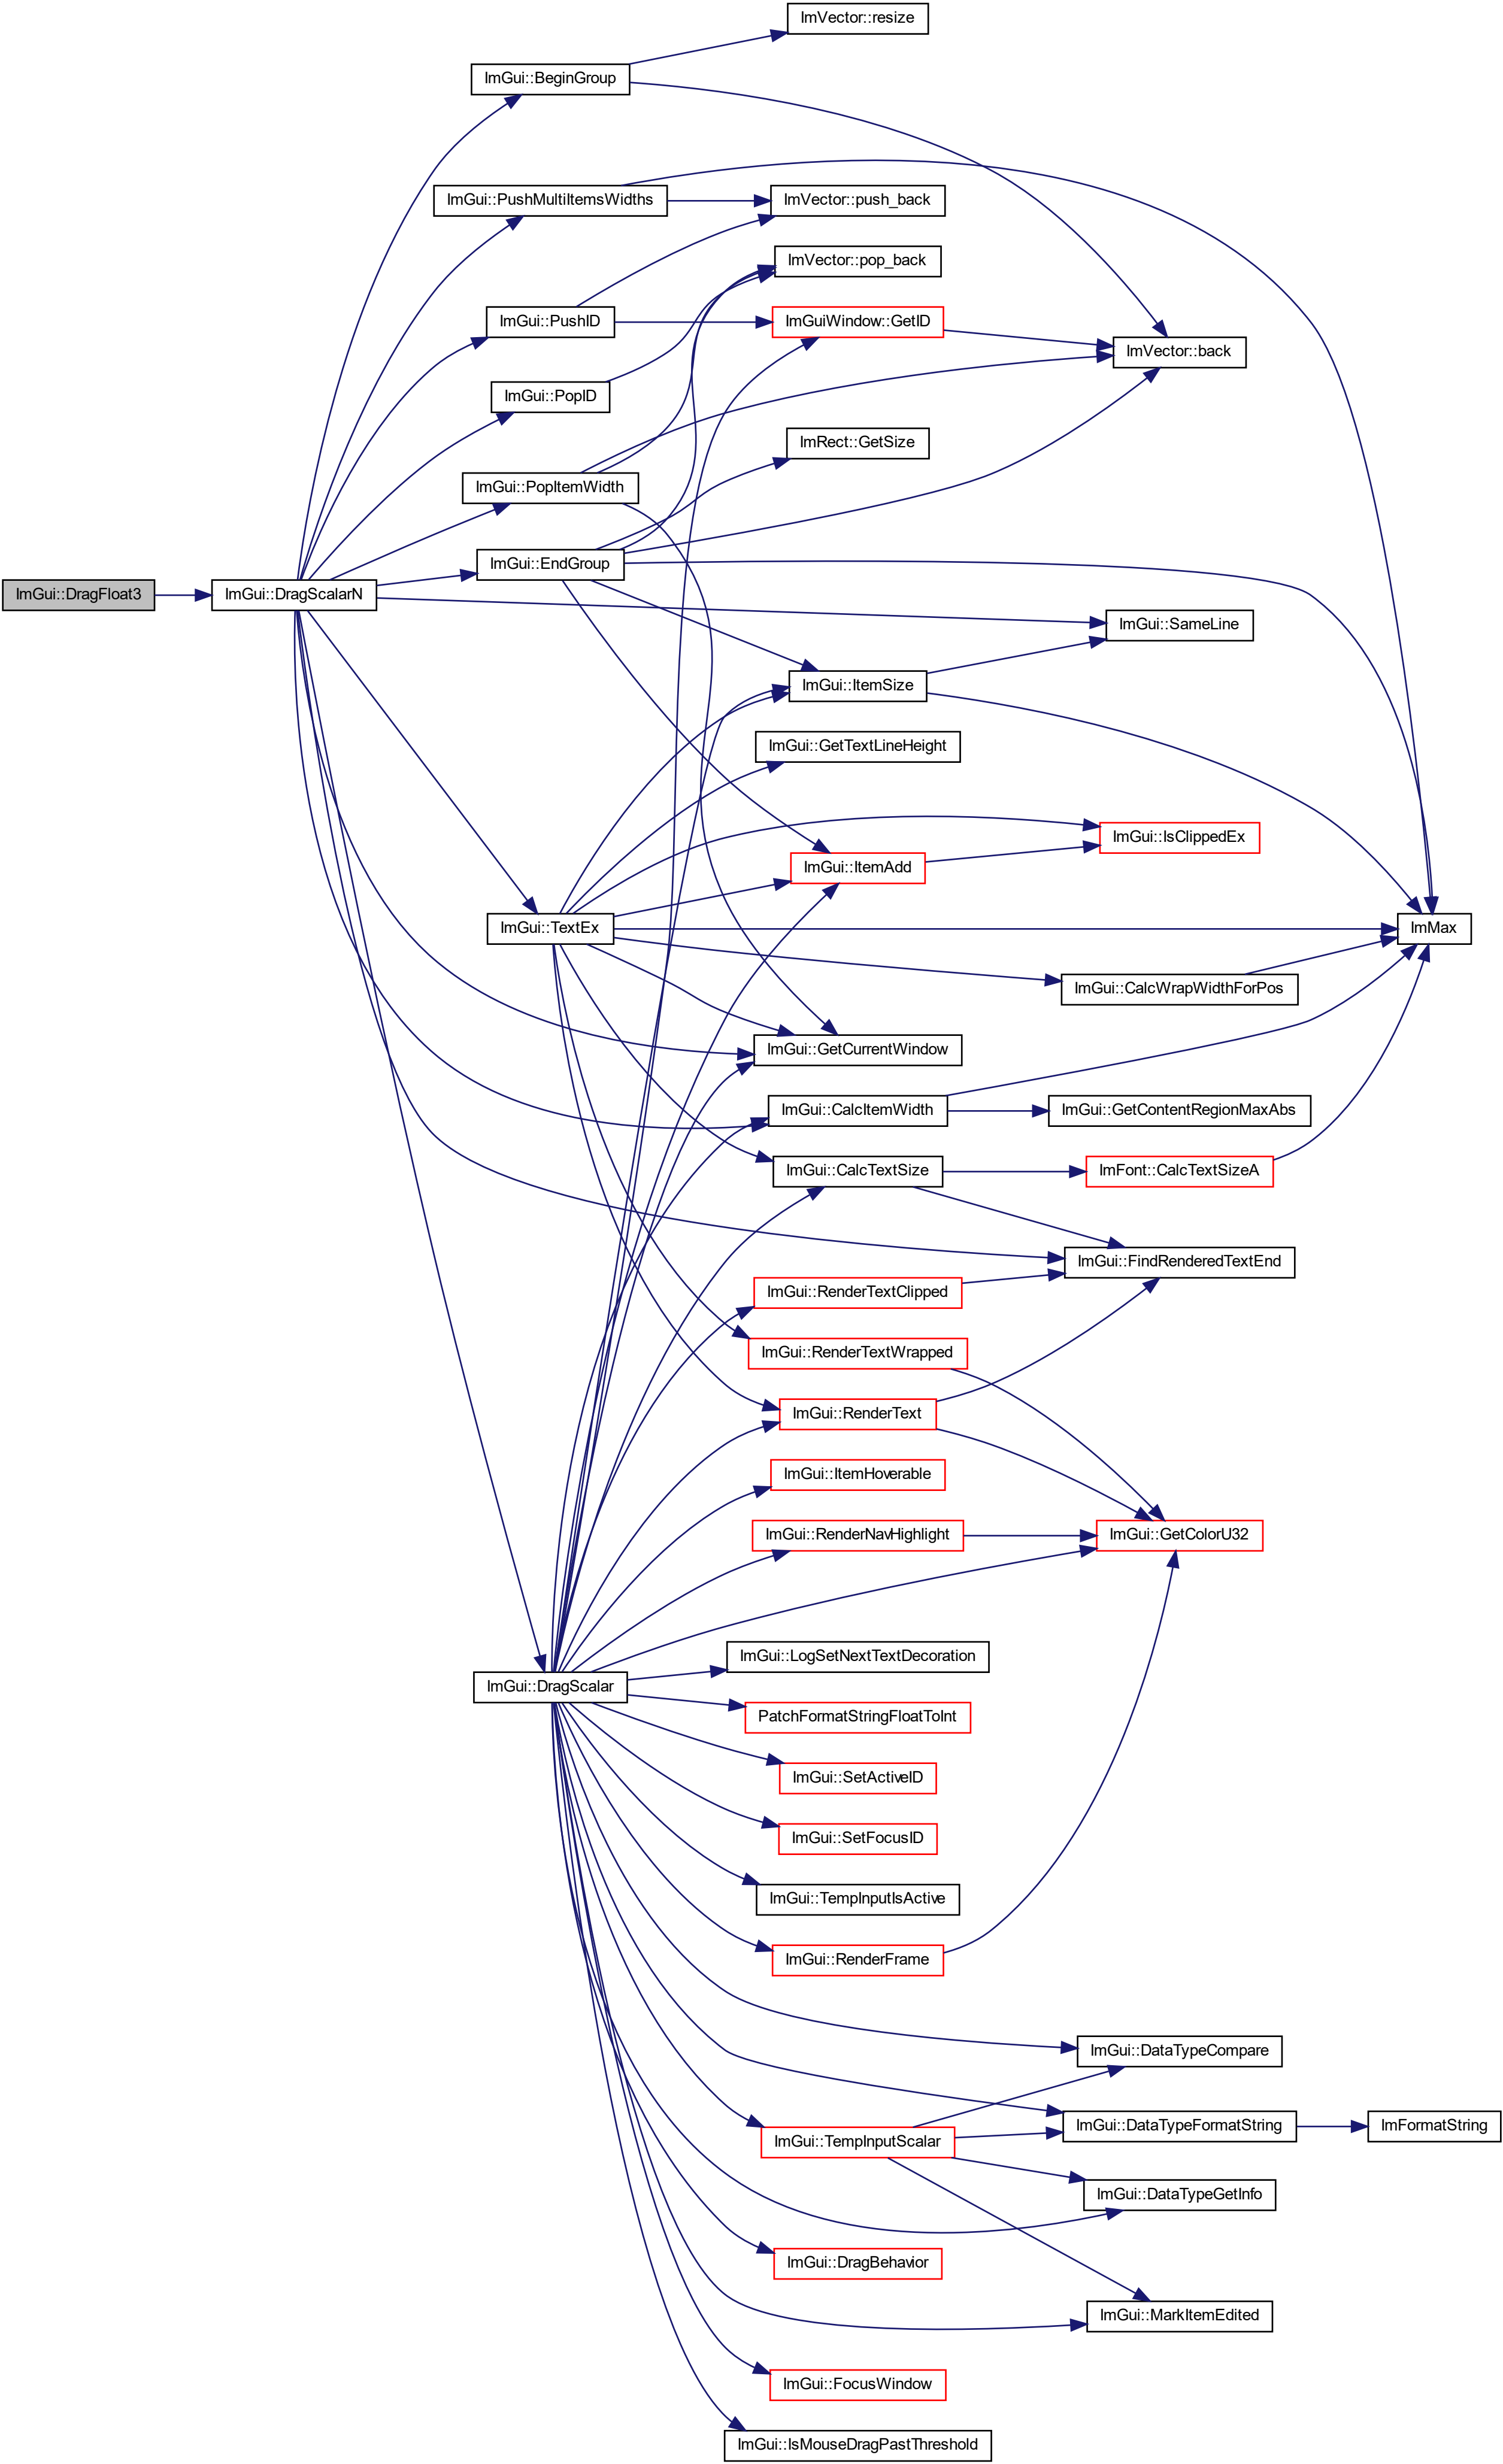 ImVector::resize
ImGui::BeginGroup
ImGui::PushMultiItemsWidths
ImVector::push_back
ImVector::pop_back
ImGui::PushID
ImGuiWindow::GetID
ImVector::back
ImGui::PopID
ImRect::GetSize
ImGui::PopItemWidth
ImGui::EndGroup
ImGui::DragFloat3
ImGui::DragScalarN
ImGui::SameLine
ImGui::ItemSize
ImGui::GetTextLineHeight
ImGui::IsClippedEx
ImGui::ItemAdd
ImGui::TextEx
ImMax
ImGui::CalcWrapWidthForPos
ImGui::GetCurrentWindow
ImGui::CalcItemWidth
ImGui::GetContentRegionMaxAbs
ImGui::CalcTextSize
ImFont::CalcTextSizeA
ImGui::FindRenderedTextEnd
ImGui::RenderTextClipped
ImGui::RenderTextWrapped
ImGui::RenderText
ImGui::ItemHoverable
ImGui::RenderNavHighlight
ImGui::GetColorU32
ImGui::LogSetNextTextDecoration
ImGui::DragScalar
PatchFormatStringFloatToInt
ImGui::SetActiveID
ImGui::SetFocusID
ImGui::TempInputIsActive
ImGui::RenderFrame
ImGui::DataTypeCompare
ImGui::DataTypeFormatString
ImFormatString
ImGui::TempInputScalar
ImGui::DataTypeGetInfo
ImGui::DragBehavior
ImGui::MarkItemEdited
ImGui::FocusWindow
ImGui::IsMouseDragPastThreshold